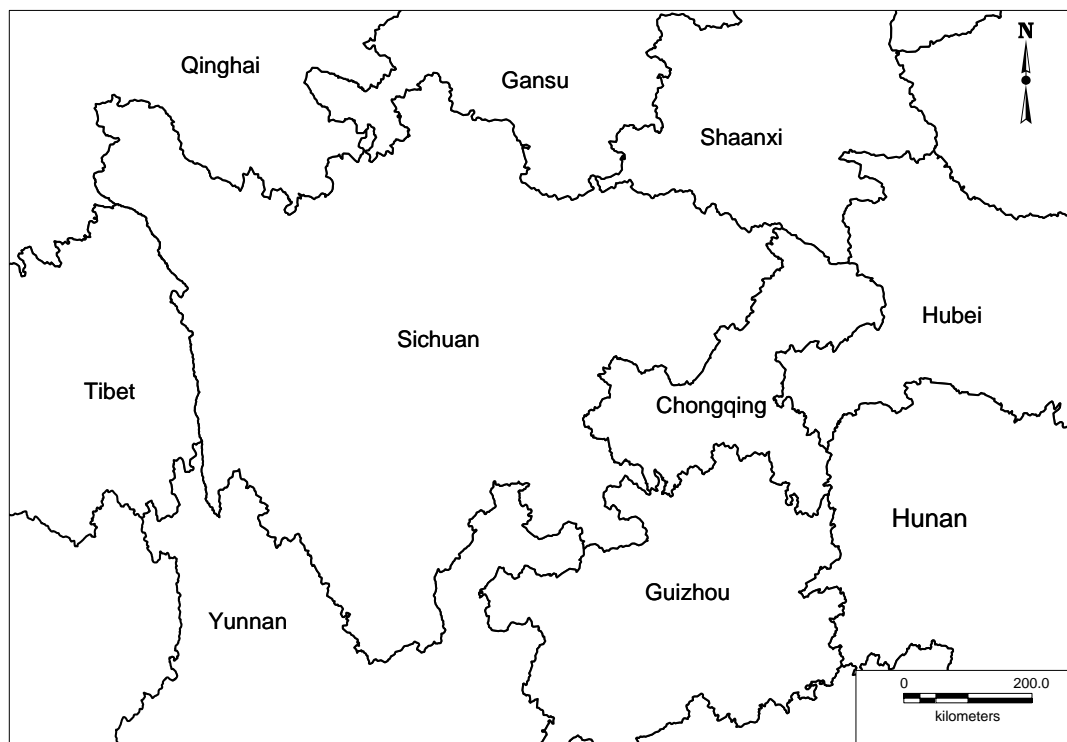 N
Qinghai
Gansu
Shaanxi
Hubei
Sichuan
Tibet
Chongqing
Hunan
Guizhou
Yunnan
0 200.0
kilometers